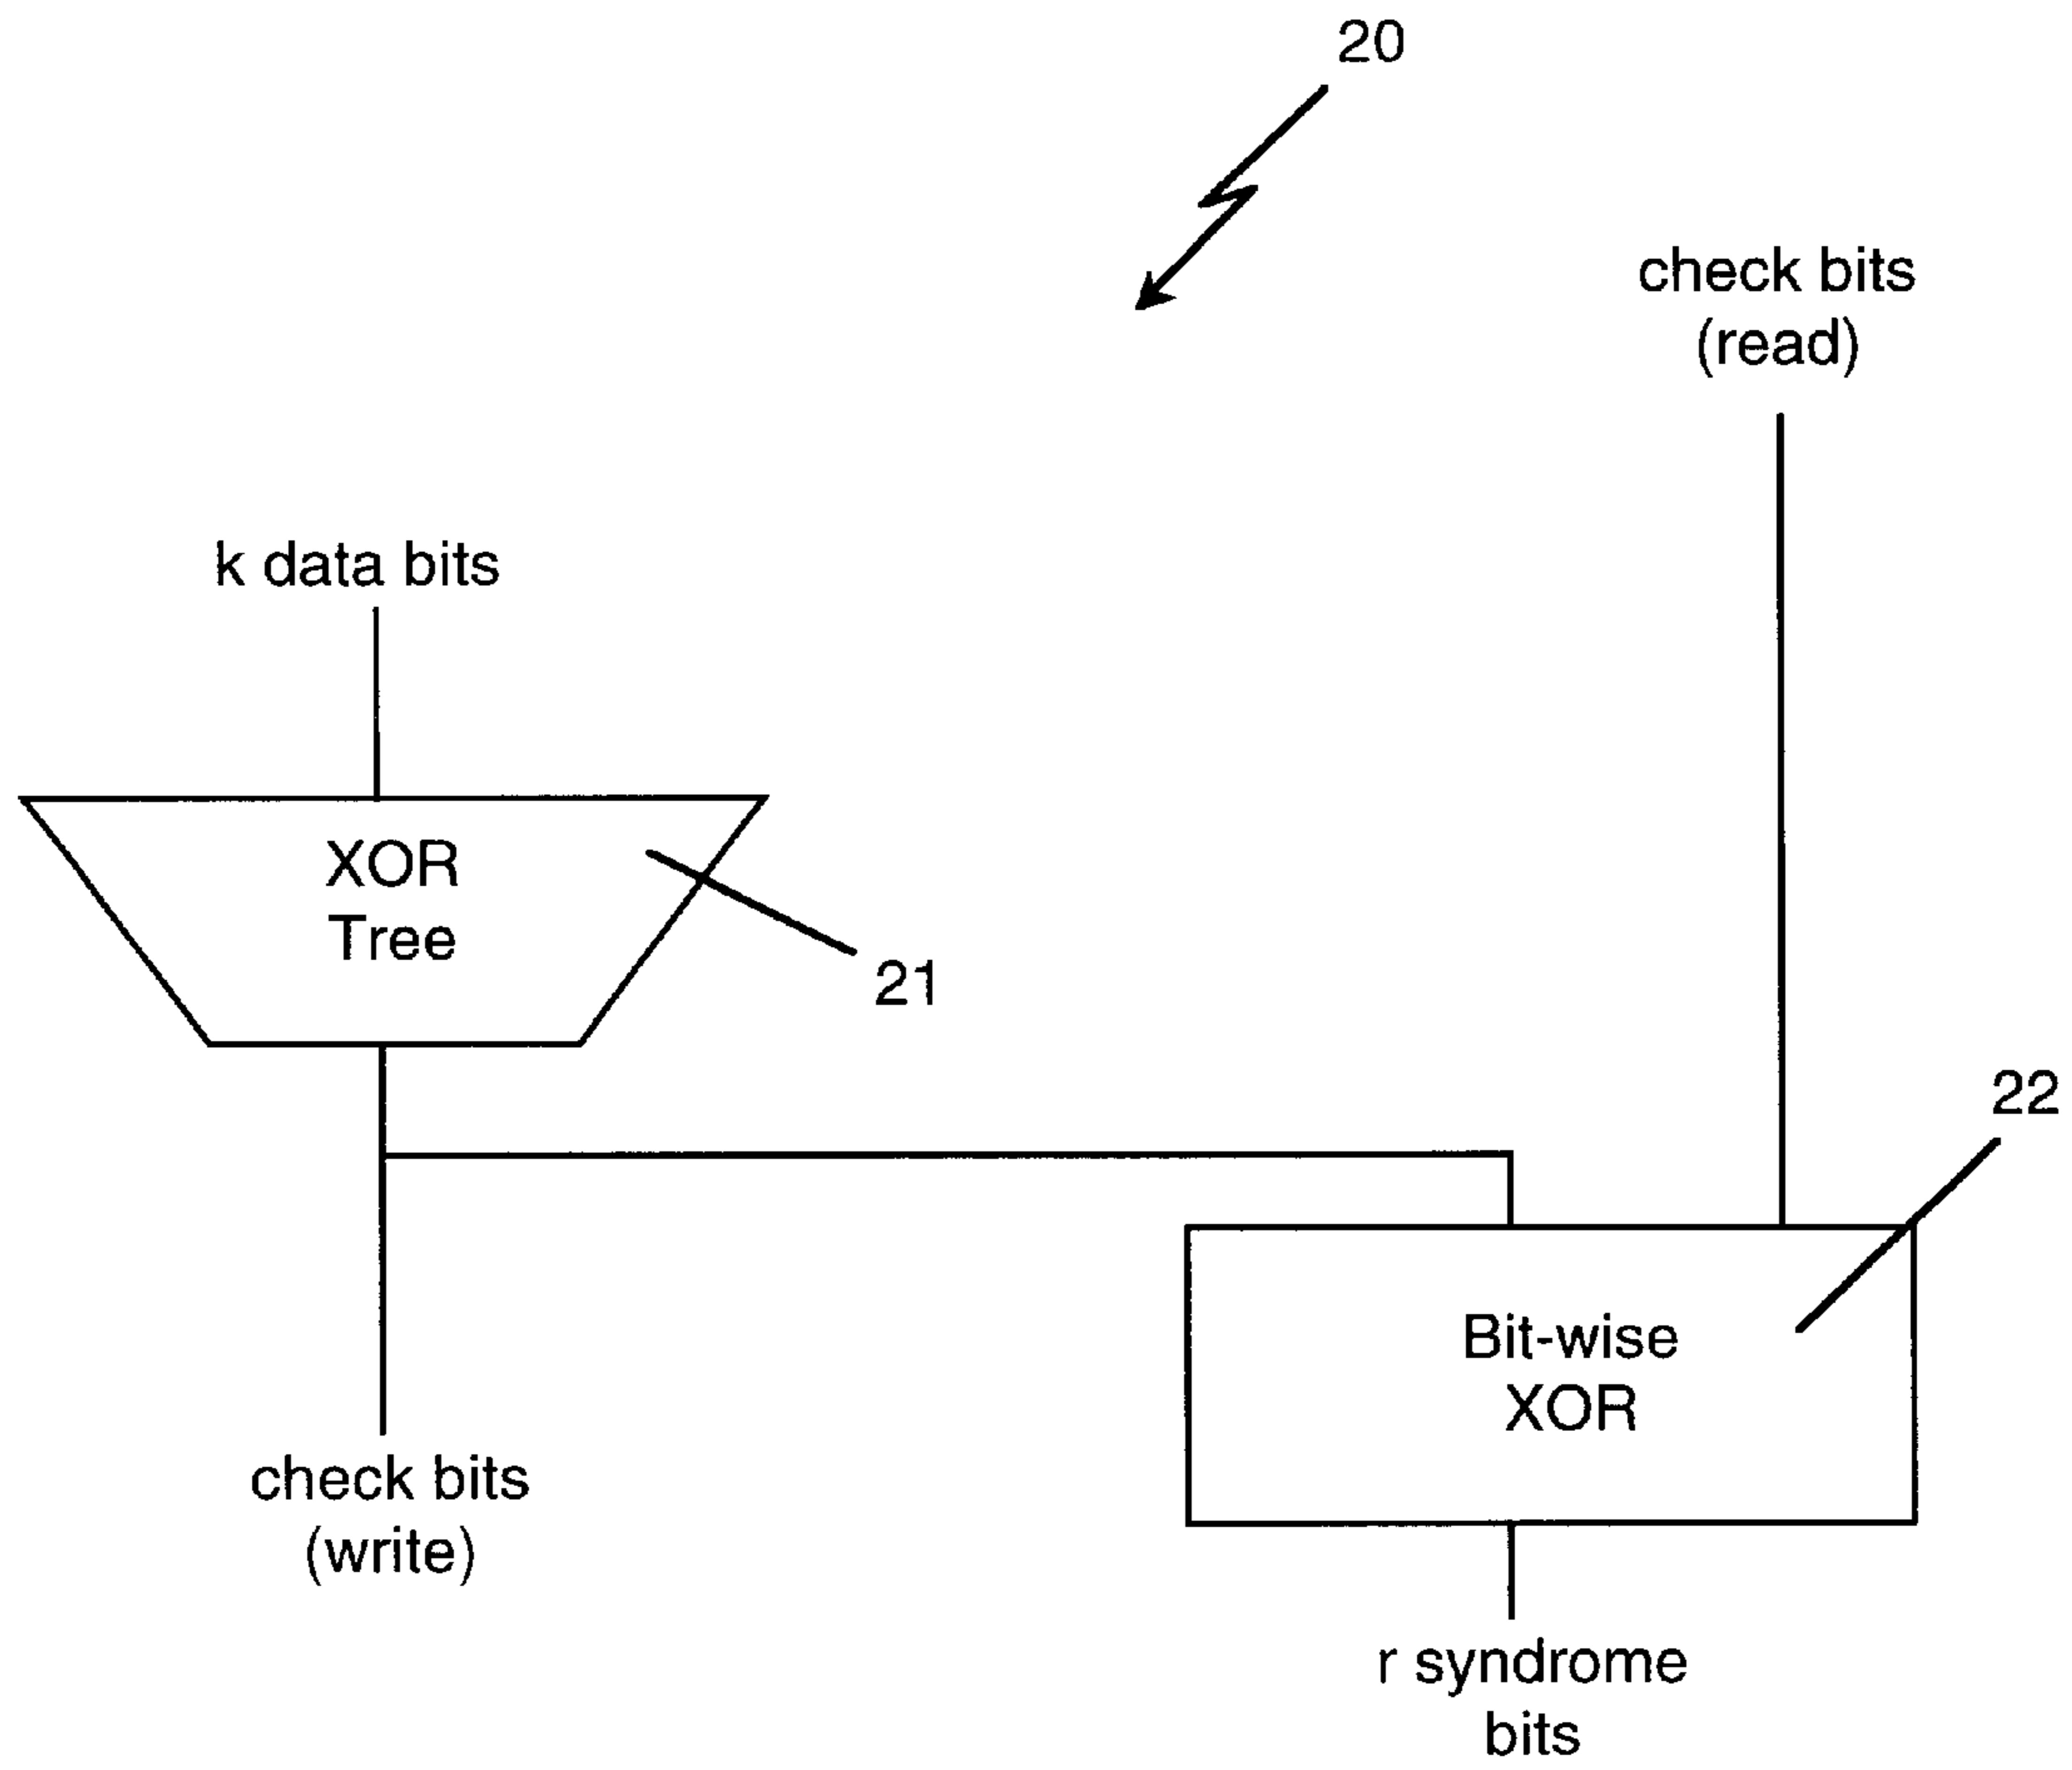 20
check bits
(read)
k data bits
XOR
Tree
21
22
Bit-wise
XOR
check bits
(write)
r syndrome
bits